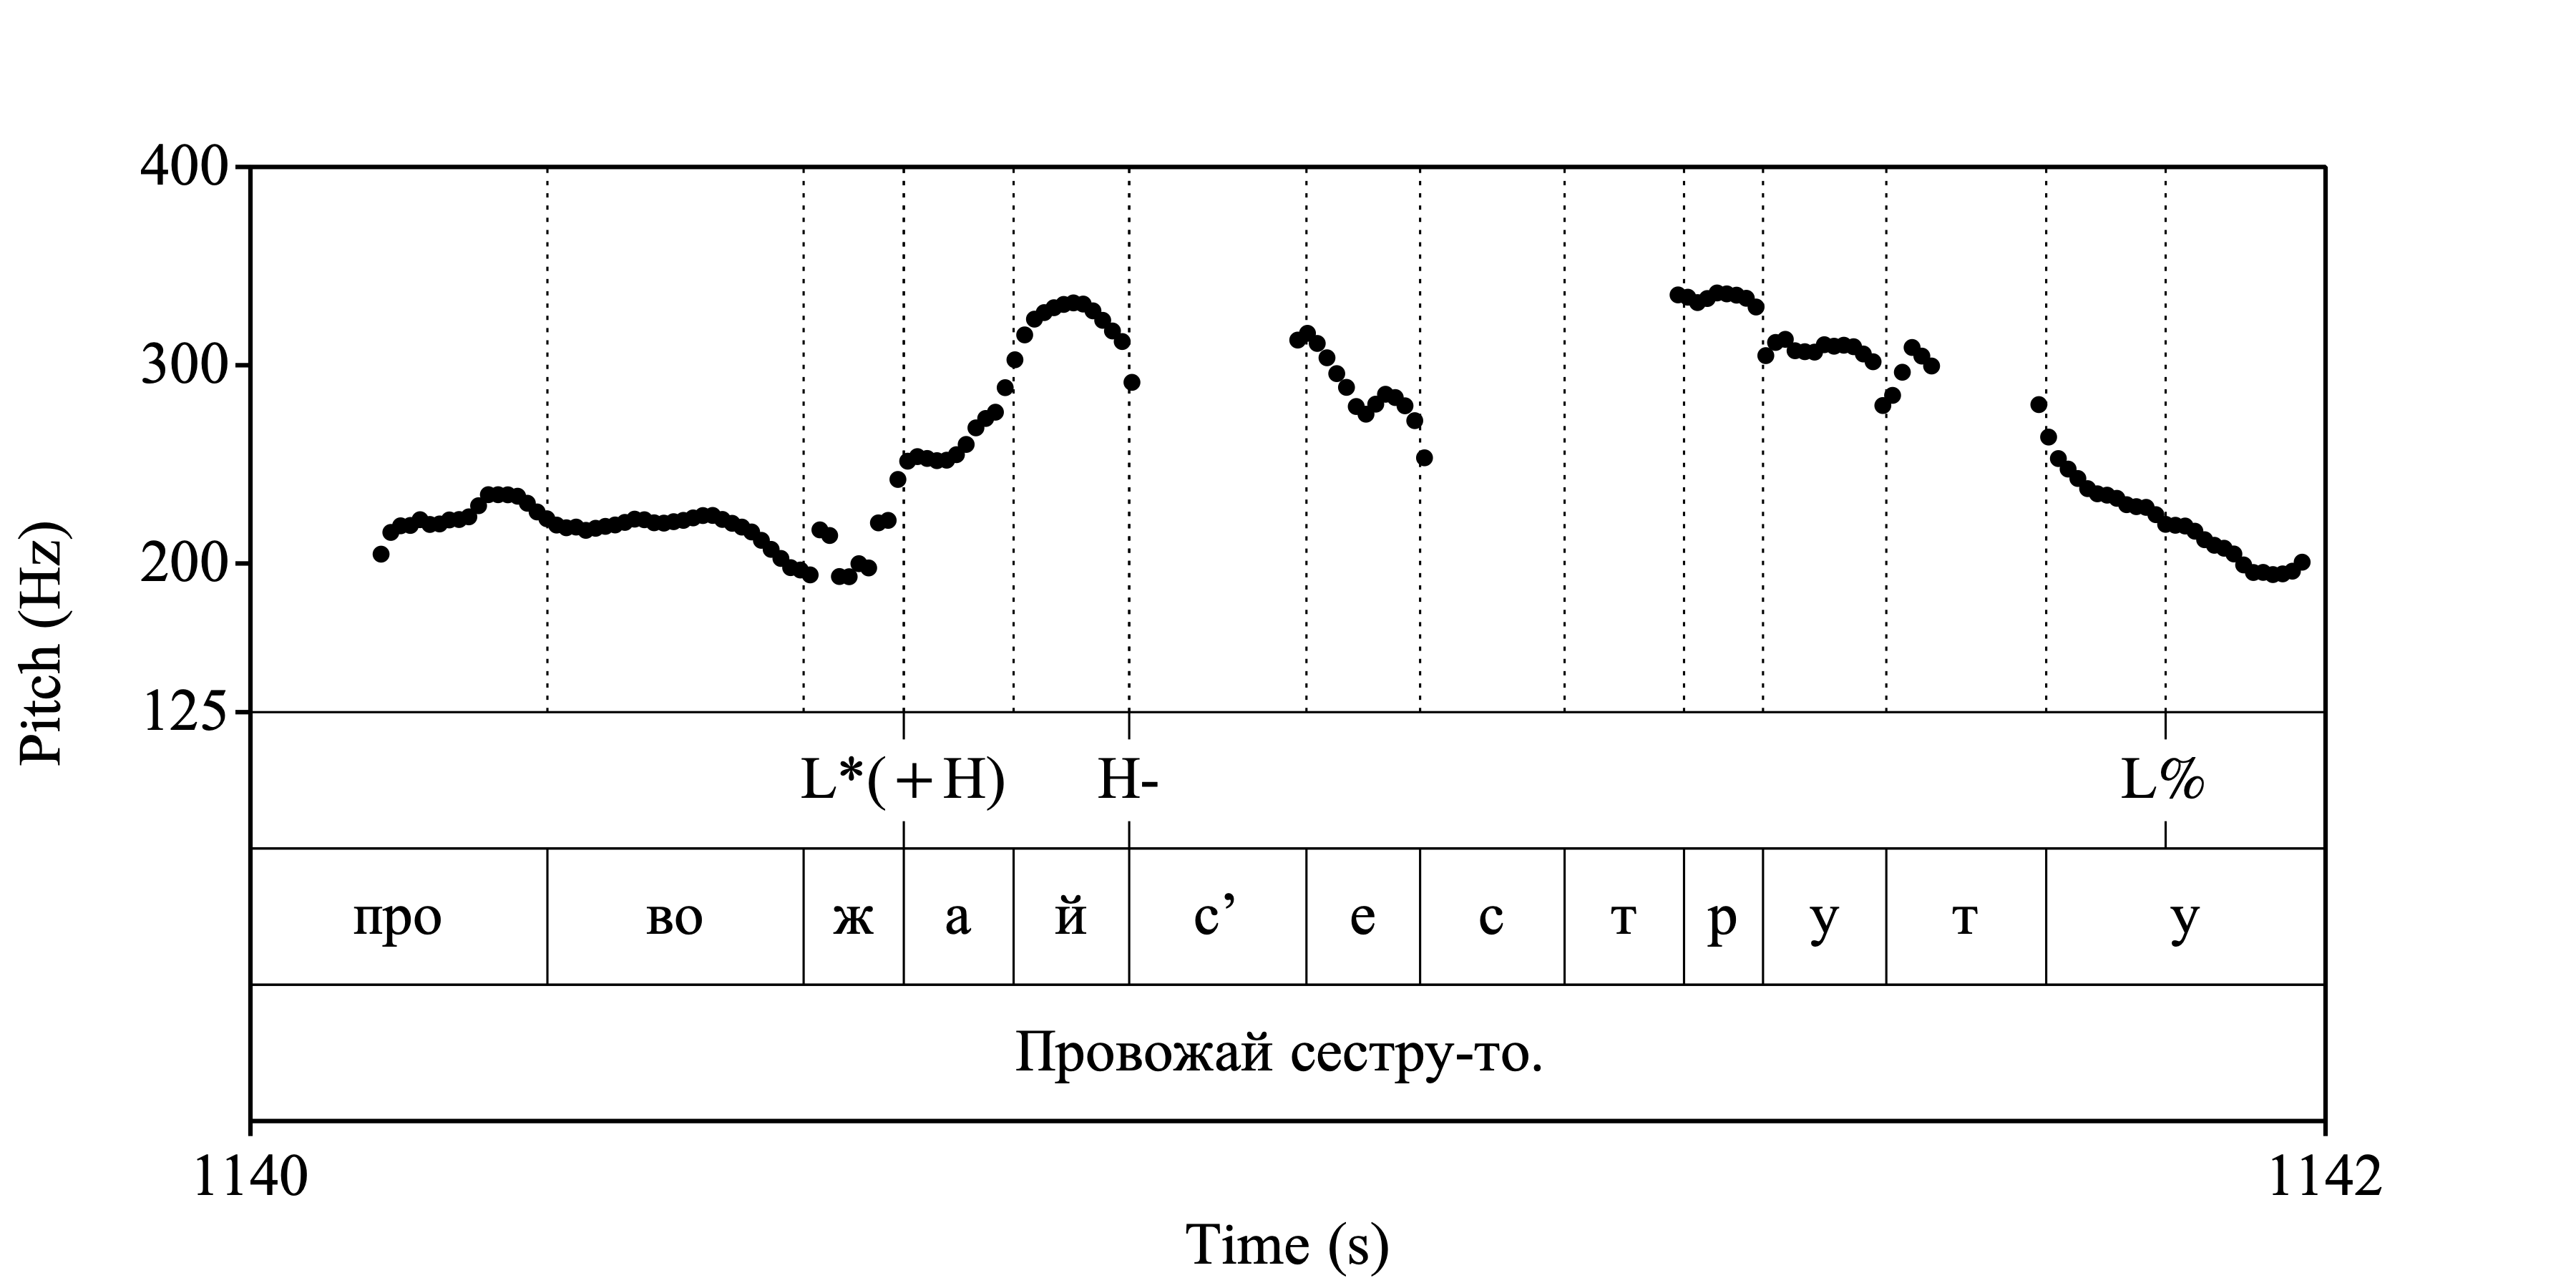 400
300
200
125
Pitch (Hz)
L*(+H) H- L%
про во ж а й с’ е с т р у т у
Провожай сестру-то.
1140 1142
Time (s)